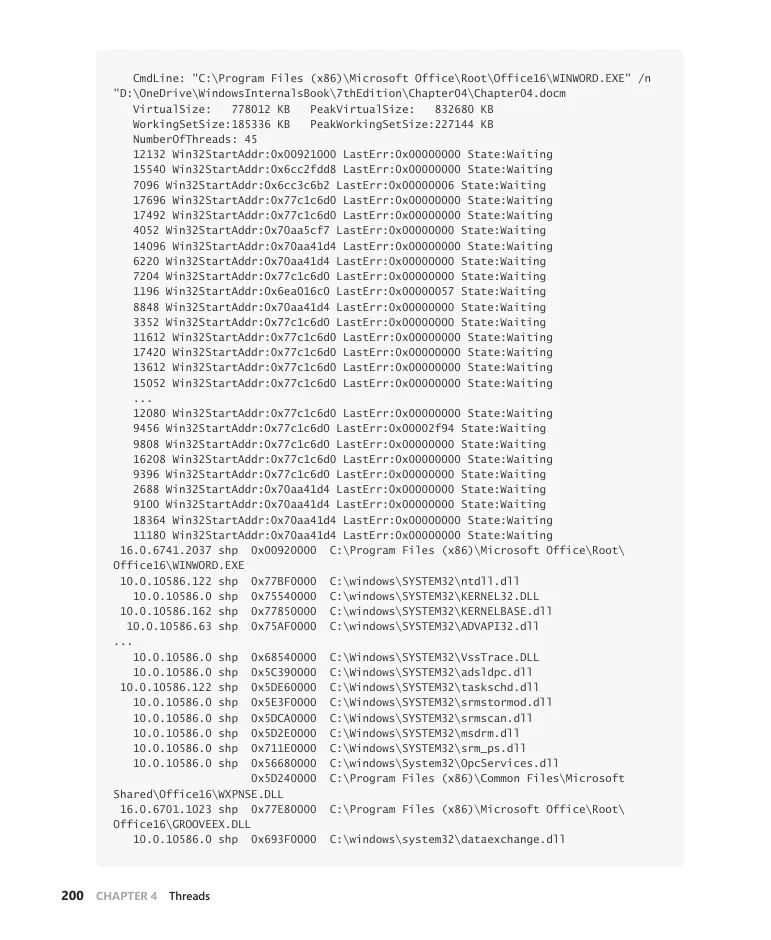 CmdLine: "C:\Program Files (x86)\Microsoft Office\Root\Office16\WINWORD.EXE" /n
"D:\OneDrive\WindowsInternalsBook\7thEdition\Chapter04\Chapter04.docm
VirtualSize: 778012 KB PeakVirtualSize: 832680 KB
WorkingSetSize:185336 KB PeakWorkingSetSize:227144 KB
NumberOfThreads: 45
12132 Win32StartAddr:0x00921000 LastErr:0x00000000 State:Waiting
15540 Win32StartAddr:0x6cc2fdd8 LastErr:0x00000000 State:Waiting
7096 Win32StartAddr:0x6cc3c6b2 LastErr:0x00000006 State:Waiting
17696 Win32StartAddr:0x77c1c6d0 LastErr:0x00000000 State:Waiting
17492 Win32StartAddr:0x77c1c6d0 LastErr:0x00000000 State:Waiting
4052 Win32StartAddr:0x70aa5cf7 LastErr:0x00000000 State:Waiting
14096 Win32StartAddr:0x70aa41d4 LastErr:0x00000000 State:Waiting
6220 Win32StartAddr:0x70aa41d4 LastErr:0x00000000 State:Waiting
7204 Win32StartAddr:0x77c1c6d0 LastErr:0x00000000 State:Waiting
1196 Win32StartAddr:0x6ea016c0 LastErr:0x00000057 State:Waiting
8848 Win32StartAddr:0x70aa41d4 LastErr:0x00000000 State:Waiting
3352 Win32StartAddr:0x77c1c6d0 LastErr:0x00000000 State:Waiting
11612 Win32StartAddr:0x77c1c6d0 LastErr:0x00000000 State:Waiting
17420 Win32StartAddr:0x77c1c6d0 LastErr:0x00000000 State:Waiting
13612 Win32StartAddr:0x77c1c6d0 LastErr:0x00000000 State:Waiting
15052 Win32StartAddr:0x77c1c6d0 LastErr:0x00000000 State:Waiting
...
12080 Win32StartAddr:0x77c1c6d0 LastErr:0x00000000 State:Waiting
9456 Win32StartAddr:0x77c1c6d0 LastErr:0x00002f94 State:Waiting
9808 Win32StartAddr:0x77c1c6d0 LastErr:0x00000000 State:Waiting
16208 Win32StartAddr:0x77c1c6d0 LastErr:0x00000000 State:Waiting
9396 Win32StartAddr:0x77c1c6d0 LastErr:0x00000000 State:Waiting
2688 Win32StartAddr:0x70aa41d4 LastErr:0x00000000 State:Waiting
9100 Win32StartAddr:0x70aa41d4 LastErr:0x00000000 State:Waiting
18364 Win32StartAddr:0x70aa41d4 LastErr:0x00000000 State:Waiting
11180 Win32StartAddr:0x70aa41d4 LastErr:0x00000000 State:Waiting
16.0.6741.2037 shp 0x00920000 C:\Program Files (x86)\Microsoft Office\Root\
Office16\WINWORD.EXE
10.0.10586.122 shp 0x77BF0000 C:\windows\SYSTEM32\ntdll.dll
10.0.10586.0 shp 0x75540000 C:\windows\SYSTEM32\KERNEL32.DLL
10.0.10586.162 shp 0x77850000 C:\windows\SYSTEM32\KERNELBASE.dll
10.0.10586.63 shp 0x75AF0000 C:\windows\SYSTEM32\ADVAPI32.dll
...
10.0.10586.0 shp 0x68540000 C:\Windows\SYSTEM32\VssTrace.DLL
10.0.10586.0 shp 0x5C390000 C:\Windows\SYSTEM32\adsldpc.dll
10.0.10586.122 shp 0x5DE60000 C:\Windows\SYSTEM32\taskschd.dll
10.0.10586.0 shp 0x5E3F0000 C:\Windows\SYSTEM32\srmstormod.dll
10.0.10586.0 shp 0x5DCA0000 C:\Windows\SYSTEM32\srmscan.dll
10.0.10586.0 shp 0x5D2E0000 C:\Windows\SYSTEM32\msdrm.dll
10.0.10586.0 shp 0x711E0000 C:\Windows\SYSTEM32\srm_ps.dll
10.0.10586.0 shp 0x56680000 C:\windows\System32\OpcServices.dll
0x5D240000 C:\Program Files (x86)\Common Files\Microsoft
Shared\Office16\WXPNSE.DLL
16.0.6701.1023 shp 0x77E80000 C:\Program Files (x86)\Microsoft Office\Root\
Office16\GROOVEEX.DLL
10.0.10586.0 shp 0x693F0000 C:\windows\system32\dataexchange.dll
200 CHAPTER 4 Threads